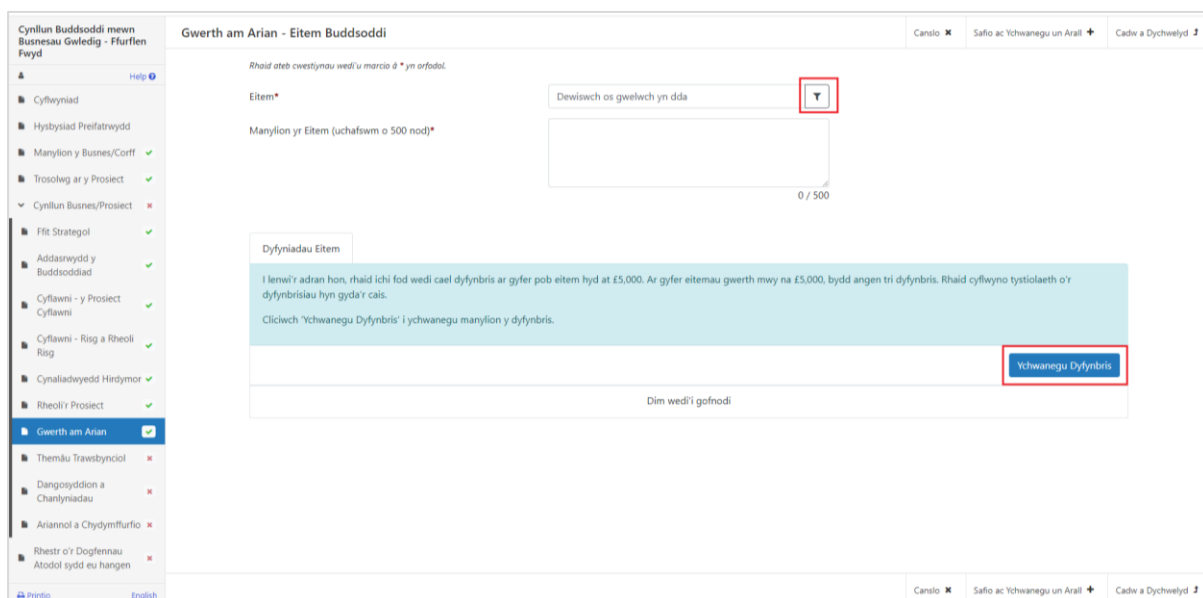 Cynllun Buddsoddi mewn
Busnesau Gwledig - Ffurflen
Fwyd
Help
Cyflwyniad
Hysbysiad Preifatrwydd
Manylion y Busnes/Corff
Trosolwg ar y Prosiect
Cynllun Busnes/Prosiect
Ffit Strategol
Addasrwydd y
Buddsoddiad
Cyflawni - y Prosiect
Cyflawni
Cyflawni - Risg a Rheoli
Risg
Cynaliadwyedd Hirdymor
Rheoli'r Prosiect
Gwerth am Arian
Themâu Trawsbynciol
Dangosyddion a
Chanlyniadau
Ariannol a Chydymffurfio
Rhestr o'r Dogfennau
Atodol sydd eu hangen
Printio
English
Gwerth am Arian - Eitem Buddsoddi
Canslo
Safio ac Ychwanegu un Arall
Cadw a Dychwelyd
Rhaid ateb cwestiynau wedi'u marcio â * yn orfodol.
Eitem*
Dewiswch os gwelwch yn dda
Manylion yr Eitem (uchafswm o 500 nod)*
0 / 500
Dyfyniadau Eitem
I lenwi'r adran hon, rhaid ichi fod wedi cael dyfynbris ar gyfer pob eitem hyd at £5,000. Ar gyfer eitemau gwerth mwy na £5,000, bydd angen tri dyfynbris. Rhaid cyflwyno tystiolaeth o'r
dyfynbrisiau hyn gyda'r cais.
Cliciwch 'Ychwanegu Dyfynbris' i ychwanegu manylion y dyfynbris.
Ychwanegu Dyfynbris
Dim wedi'i gofnodi
Canslo
Safio ac Ychwanegu un Arall
Cadw a Dychwelyd